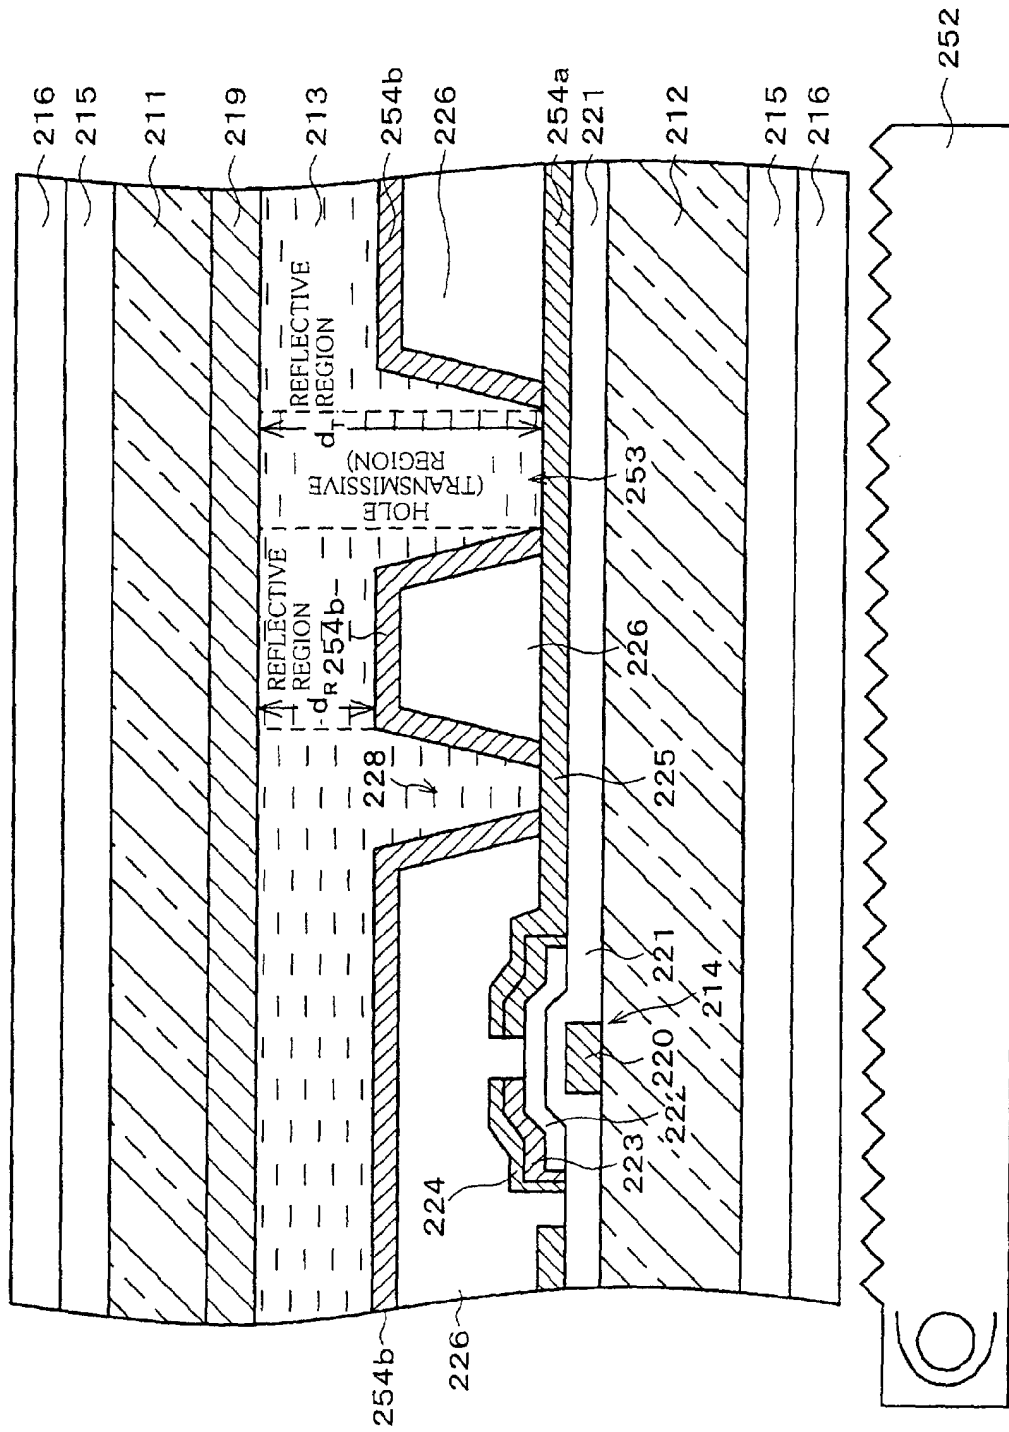 216
215
211
219
213
254b
226
254a
221
212
215
216
252
REFLECTIVE
REGION
dT
HOLE
(TRANSMISSIVE
REGION)
253
REFLECTIVE
REGION
dR
254b
226
228
225
221
214
220
222
223
224
254b
226